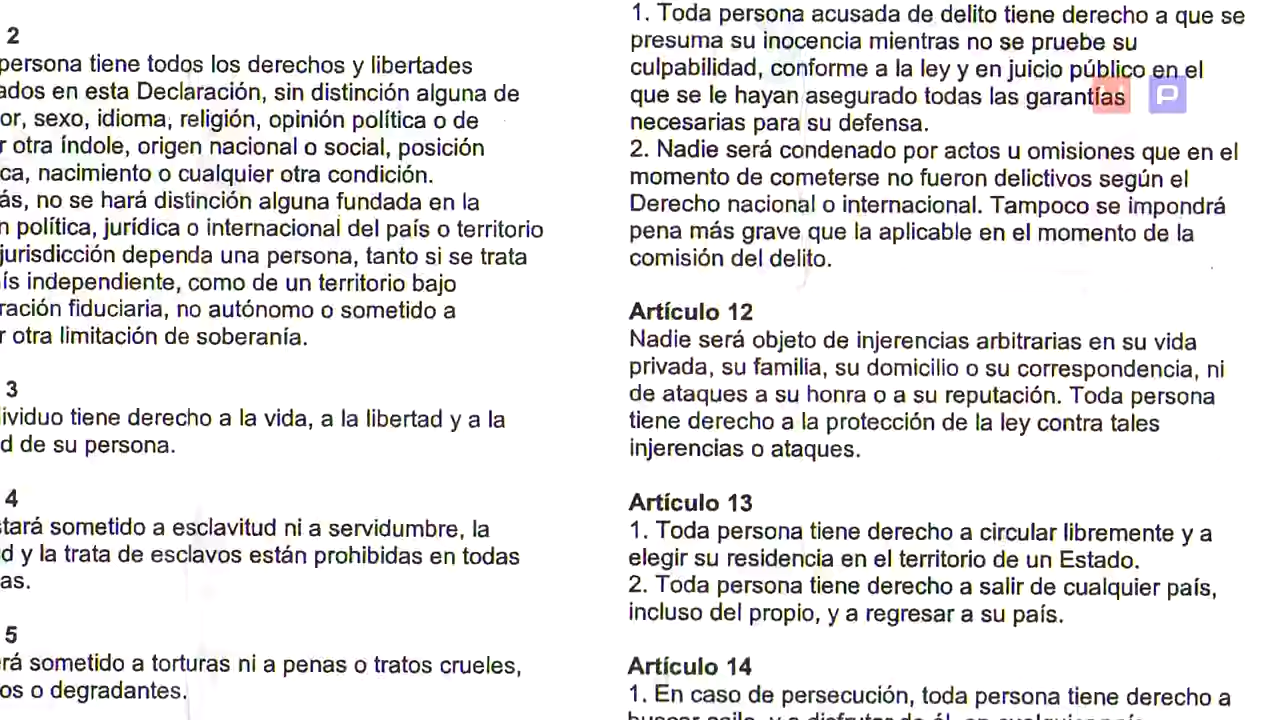 2
persona tiene todos los derechos y libertades
ados en esta Declaración, sin distinción alguna de
or, sexo, idioma, religión, opinión política o de
r otra índole, origen nacional o social, posición
ca, nacimiento o cualquier otra condición.
ás, no se hará distinción alguna fundada en la
n política, jurídica o internacional del país o territorio
jurisdicción dependa una persona, tanto si se trata
ís independiente, como de un territorio bajo
ración fiduciaria, no autónomo o sometido a
r otra limitación de soberanía.
3
ividuo tiene derecho a la vida, a la libertad y a la
d de su persona.
4
tará sometido a esclavitud ni a servidumbre, la
d y la trata de esclavos están prohibidas en todas
as.
5
rá sometido a torturas ni a penas o tratos crueles,
os o degradantes.
1. Toda persona acusada de delito tiene derecho a que se
presuma su inocencia mientras no se pruebe su
culpabilidad, conforme a la ley y en juicio público en el
que se le hayan asegurado todas las garantías
necesarias para su defensa.
2. Nadie será condenado por actos u omisiones que en el
momento de cometerse no fueron delictivos según el
Derecho nacional o internacional. Tampoco se impondrá
pena más grave que la aplicable en el momento de la
comisión del delito.
Artículo 12
Nadie será objeto de injerencias arbitrarias en su vida
privada, su familia, su domicilio o su correspondencia, ni
de ataques a su honra o a su reputación. Toda persona
tiene derecho a la protección de la ley contra tales
injerencias o ataques.
Artículo 13
1. Toda persona tiene derecho a circular libremente y a
elegir su residencia en el territorio de un Estado.
2. Toda persona tiene derecho a salir de cualquier país,
incluso del propio, y a regresar a su país.
Artículo 14
1. En caso de persecución, toda persona tiene derecho a